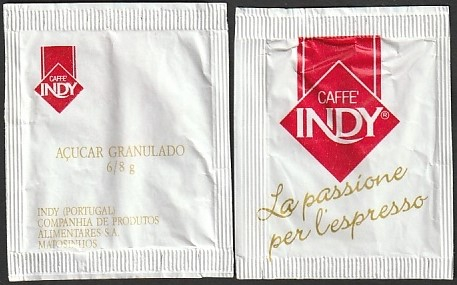 CAFFE'
INDY
AÇUCAR GRANULADO
6/8 g
INDY (PORTUGAL)
COMPANHIA DE PRODUTOS
ALIMENTARES S.A.
MATOSINHOS
CAFFE'
INDY®
La passione
per l'espresso